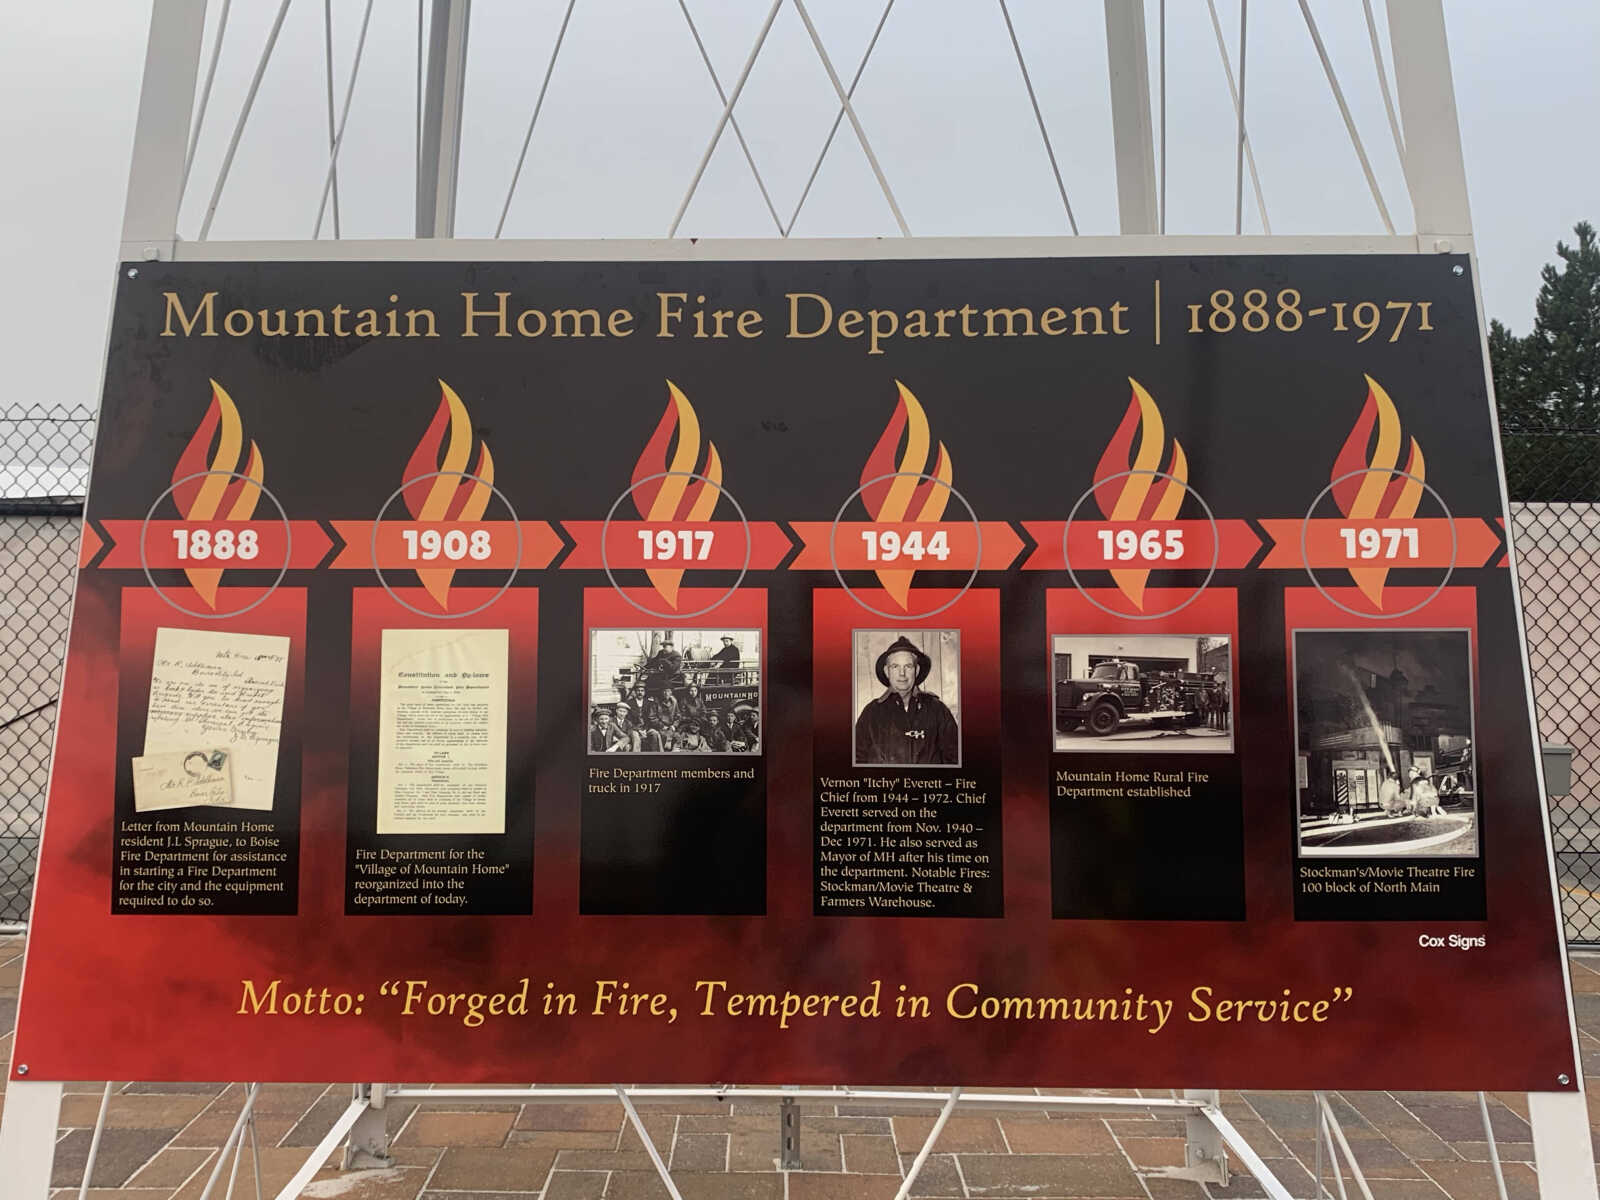 Mountain Home Fire Department | 1888-1971
1888
1908
1917
1944
1965
1971
Letter from Mountain Home
resident J.L Sprague, to Boise
Fire Department for assistance
in starting a Fire Department
for the city and the equipment
required to do so.
Constitution and By-laws
Fire Department for the
"Village of Mountain Home"
reorganized into the
department of today.
MOUNTAIN HO
Fire Department members and
truck in 1917
Vernon "Itchy" Everett – Fire
Chief from 1944 – 1972. Chief
Everett served on the
department from Nov. 1940 –
Dec 1971. He also served as
Mayor of MH after his time on
the department. Notable Fires:
Stockman/Movie Theatre &
Farmers Warehouse.
Mountain Home Rural Fire
Department established
Stockman's/Movie Theatre Fire
100 block of North Main
Cox Signs
Motto: “Forged in Fire, Tempered in Community Service”